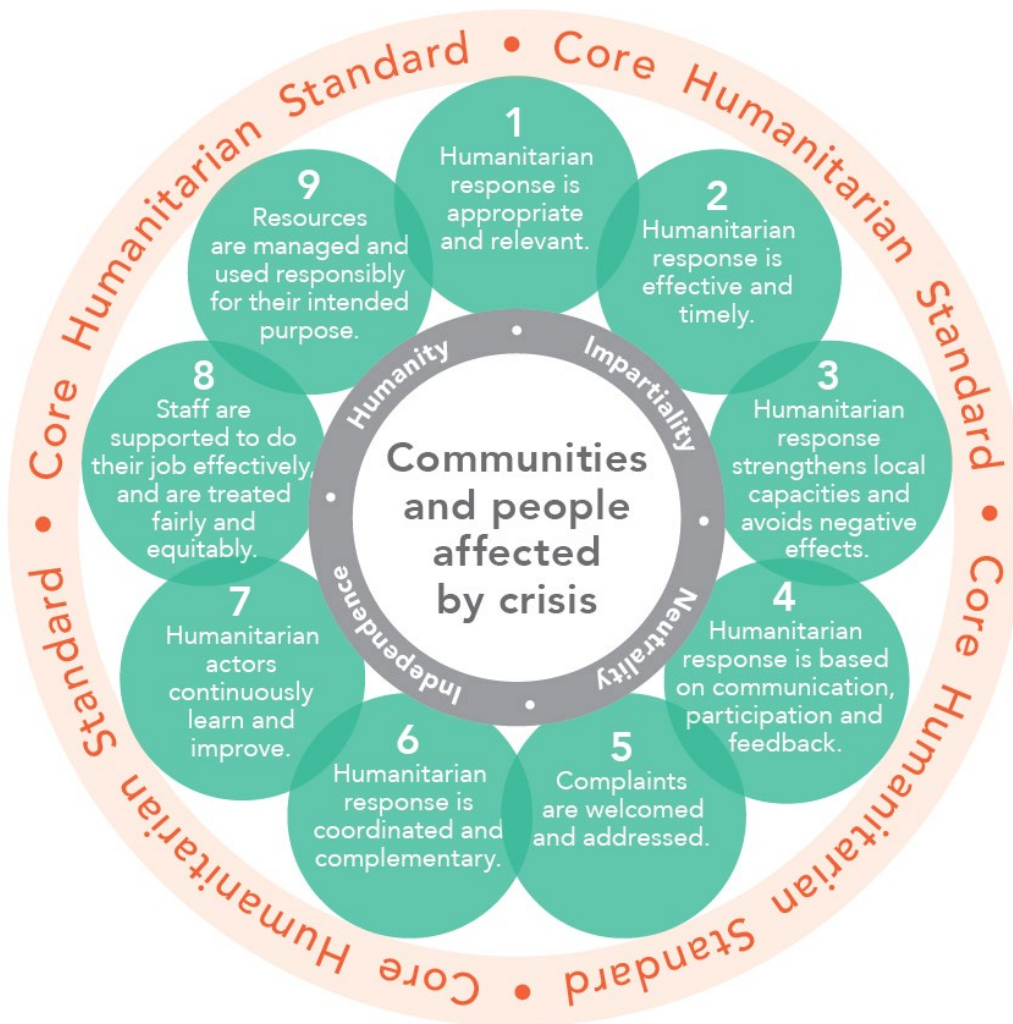 Core Humanitarian Standard • Core Humanitarian Standard • Core Humanitarian Standard • Core Humanitarian Standard • Core Humanitarian Standard •
1
Humanitarian
response is
appropriate
and relevant.
2
Humanitarian
response is
effective and
timely.
3
Humanitarian
response
strengthens local
capacities and
avoids negative
effects.
4
Humanitarian
response is based
on communication,
participation and
feedback.
5
Complaints
are welcomed
and addressed.
6
Humanitarian
response is
coordinated and
complementary.
7
Humanitarian
actors
continuously
learn and
improve.
8
Staff are
supported to do
their job effectively,
and are treated
fairly and
equitably.
9
Resources
are managed and
used responsibly
for their intended
purpose.
Humanity • Impartiality • Neutrality • Independence •
Communities
and people
affected
by crisis